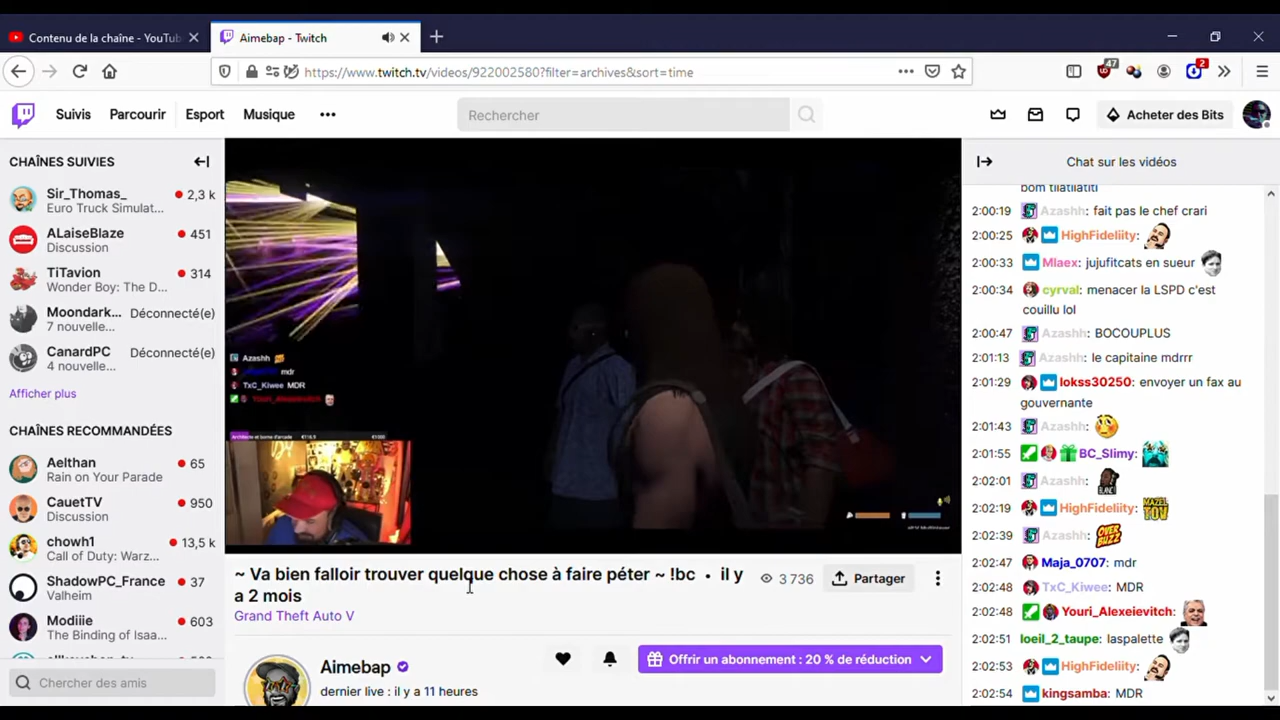 Contenu de la chaîne - YouTub
Aimebap - Twitch
https://www.twitch.tv/videos/922002580?filter=archives&sort=time
47
2
Suivis
Parcourir
Esport
Musique
Rechercher
Acheter des Bits
CHAÎNES SUIVIES
Sir_Thomas_
2,3 k
Euro Truck Simulat...
ALaiseBlaze
451
Discussion
TiTavion
314
Wonder Boy: The D...
Moondark...
Déconnecté(e)
7 nouvelle...
CanardPC
Déconnecté(e)
4 nouvelle...
Afficher plus
CHAÎNES RECOMMANDÉES
Aelthan
65
Rain on Your Parade
CauetTV
950
Discussion
chowh1
13,5 k
Call of Duty: Warz...
ShadowPC_France
37
Valheim
Modiiie
603
The Binding of Isaa...
Chercher des amis
Azashh
mdr
TxC_Kiwee MDR
Youri_Alexeievitch
~ Va bien falloir trouver quelque chose à faire péter ~ !bc • il y
a 2 mois
Grand Theft Auto V
3 736
Partager
Aimebap
dernier live : il y a 11 heures
Offrir un abonnement : 20 % de réduction
Chat sur les vidéos
bom tilatilatiti
2:00:19 Azashh: fait pas le chef crari
2:00:25 HighFideliity:
2:00:33 Mlaex: jujufitcats en sueur
2:00:34 cyrval: menacer la LSPD c'est
couillu lol
2:00:47 Azashh: BOCOUPLUS
2:01:13 Azashh: le capitaine mdrrr
2:01:29 lokss30250: envoyer un fax au
gouvernante
2:01:43 Azashh:
2:01:55 BC_Slimy:
2:02:01 Azashh:
2:02:19 HighFideliity: MAZEL TOV
2:02:39 Azashh: OVER BUZZ
2:02:47 Maja_0707: mdr
2:02:48 TxC_Kiwee: MDR
2:02:48 Youri_Alexeievitch:
2:02:51 loeil_2_taupe: laspalette
2:02:53 HighFideliity:
2:02:54 kingsamba: MDR